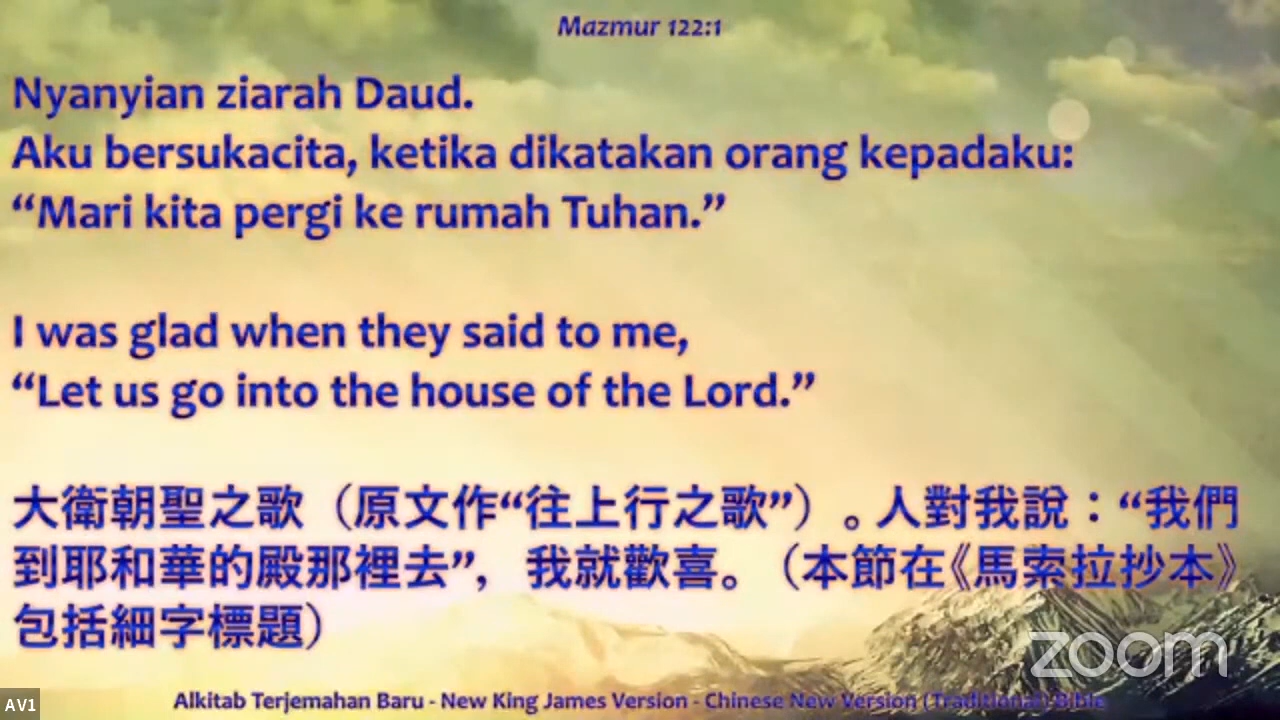 Mazmur 122:1
Nyanyian ziarah Daud.
Aku bersukacita, ketika dikatakan orang kepadaku:
“Mari kita pergi ke rumah Tuhan.”
I was glad when they said to me,
“Let us go into the house of the Lord.”
大衛朝聖之歌（原文作“往上行之歌”）。人對我說：“我們
到耶和華的殿那裡去”，我就歡喜。（本節在《馬索拉抄本》
包括細字標題）
zoom
AV1
Alkitab Terjemahan Baru - New King James Version - Chinese New Version (Traditional) Bible